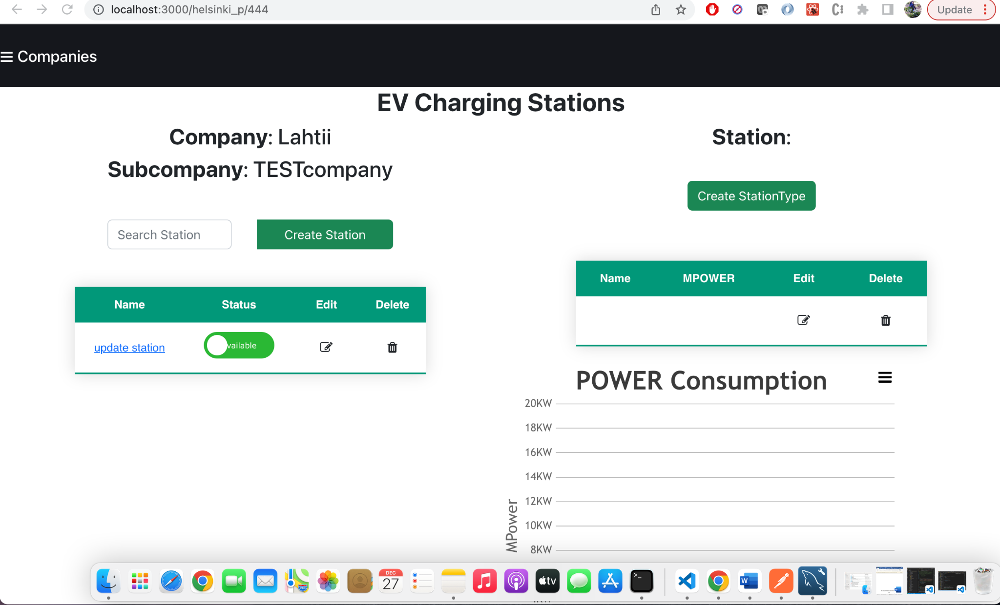 localhost:3000/helsinki_p/444
Update
Companies
EV Charging Stations
Company: Lahtii
Subcompany: TESTcompany
Station:
Create StationType
Search Station
Create Station
Name Status Edit Delete
update station
vailable
Name MPOWER Edit Delete
POWER Consumption
20KW
18KW
16KW
14KW
12KW
10KW
8KW
MPower
DEC
27
280
tv
>_
W